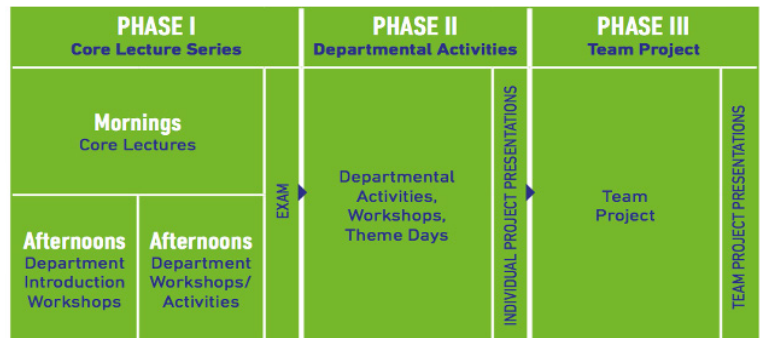 PHASE I
Core Lecture Series
Mornings
Core Lectures
Afternoons
Department
Introduction
Workshops
Afternoons
Department
Workshops/
Activities
EXAM
PHASE II
Departmental Activities
Departmental
Activities,
Workshops,
Theme Days
INDIVIDUAL PROJECT PRESENTATIONS
PHASE III
Team Project
Team
Project
TEAM PROJECT PRESENTATIONS